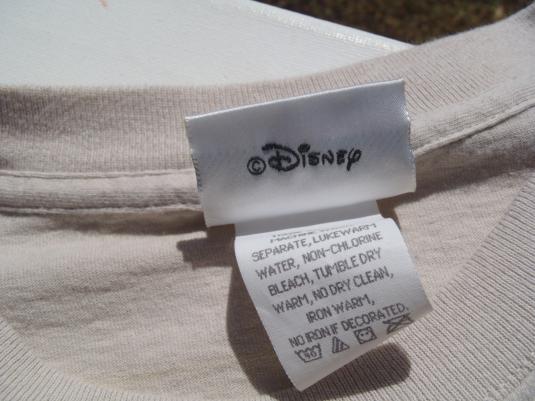 ©Disney
SEPARATE, LUKEWARM
WATER, NON-CHLORINE
BLEACH, TUMBLE DRY
WARM, NO DRY CLEAN,
IRON WARM,
NO IRON IF DECORATED.